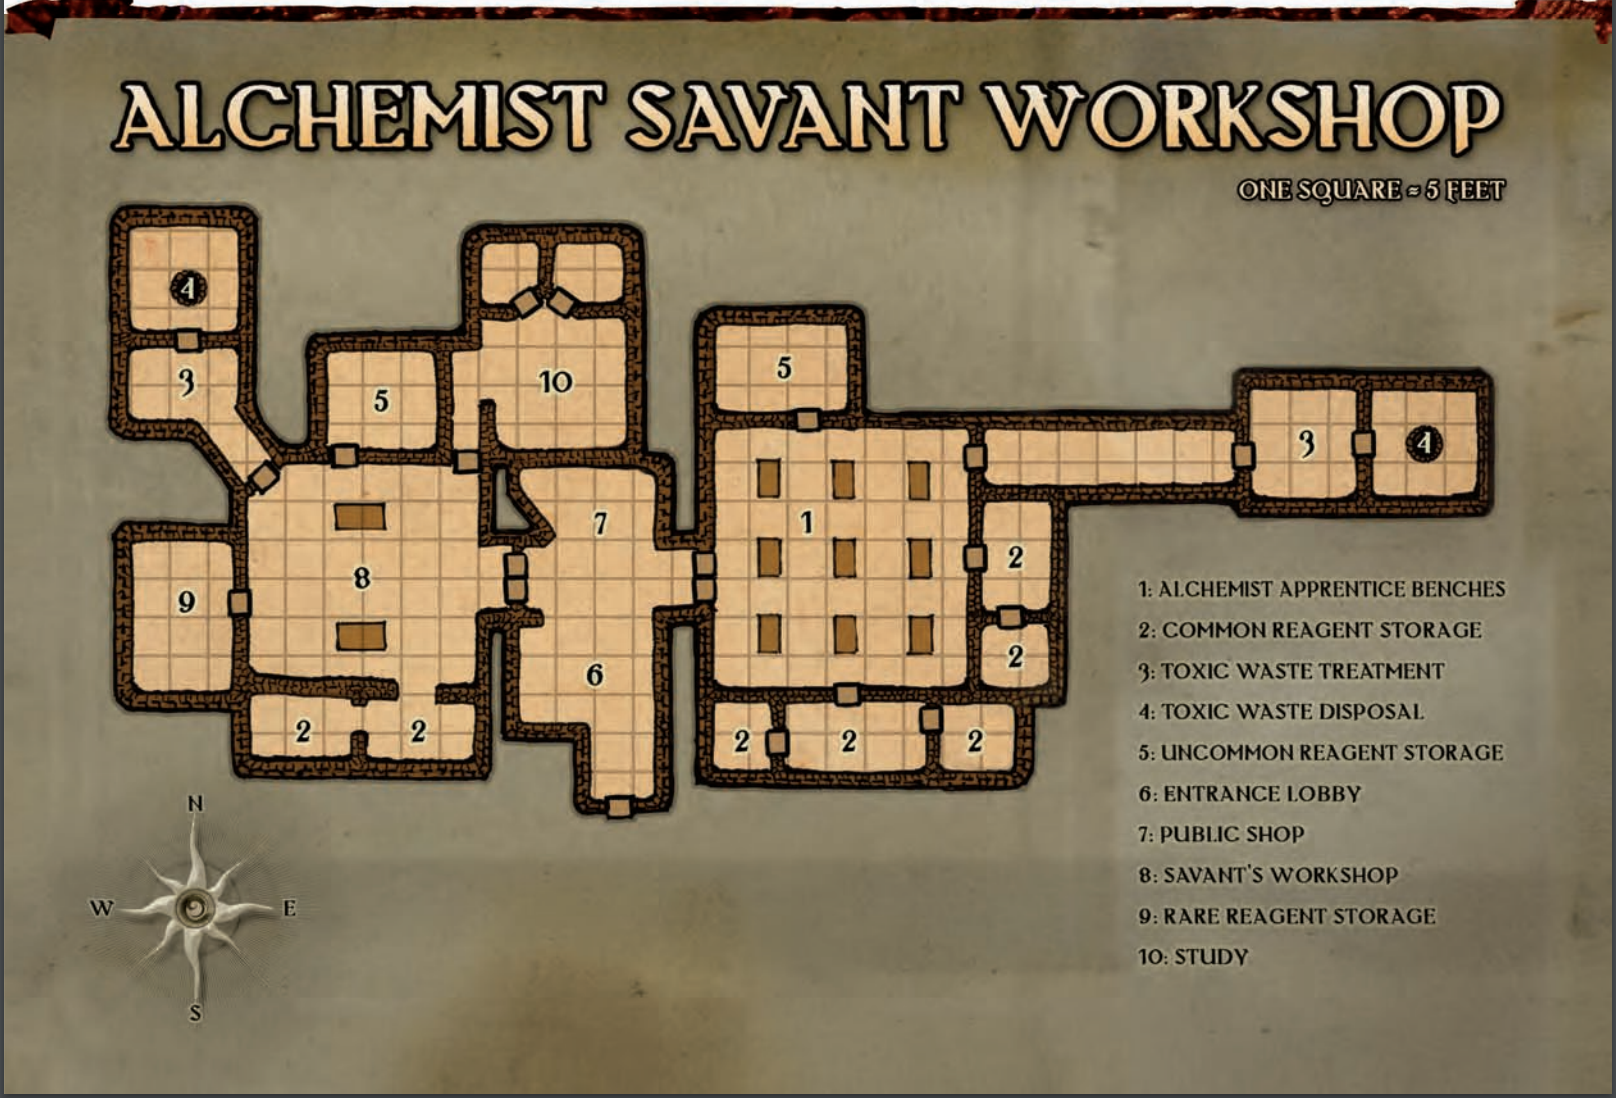 ALCHEMIST SAVANT WORKSHOP
ONE SQUARE = 5 FEET
4
3
5
10
5
3
4
7
1
8
9
2
6
2
2
2
2
2
2
1: ALCHEMIST APPRENTICE BENCHES
2: COMMON REAGENT STORAGE
3: TOXIC WASTE TREATMENT
4: TOXIC WASTE DISPOSAL
5: UNCOMMON REAGENT STORAGE
6: ENTRANCE LOBBY
7: PUBLIC SHOP
8: SAVANT'S WORKSHOP
9: RARE REAGENT STORAGE
10: STUDY
N
W
E
S